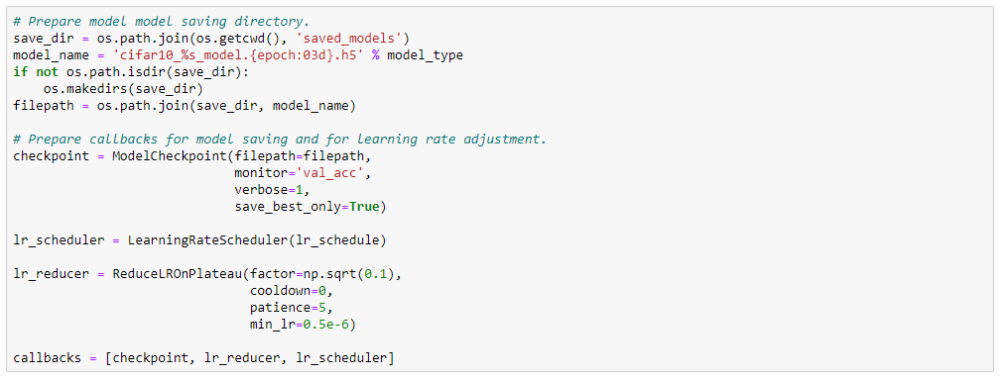 # Prepare model model saving directory.
save_dir = os.path.join(os.getcwd(), 'saved_models')
model_name = 'cifar10_%s_model.{epoch:03d}.h5' % model_type
if not os.path.isdir(save_dir):
    os.makedirs(save_dir)
filepath = os.path.join(save_dir, model_name)

# Prepare callbacks for model saving and for learning rate adjustment.
checkpoint = ModelCheckpoint(filepath=filepath,
                             monitor='val_acc',
                             verbose=1,
                             save_best_only=True)

lr_scheduler = LearningRateScheduler(lr_schedule)

lr_reducer = ReduceLROnPlateau(factor=np.sqrt(0.1),
                               cooldown=0,
                               patience=5,
                               min_lr=0.5e-6)

callbacks = [checkpoint, lr_reducer, lr_scheduler]